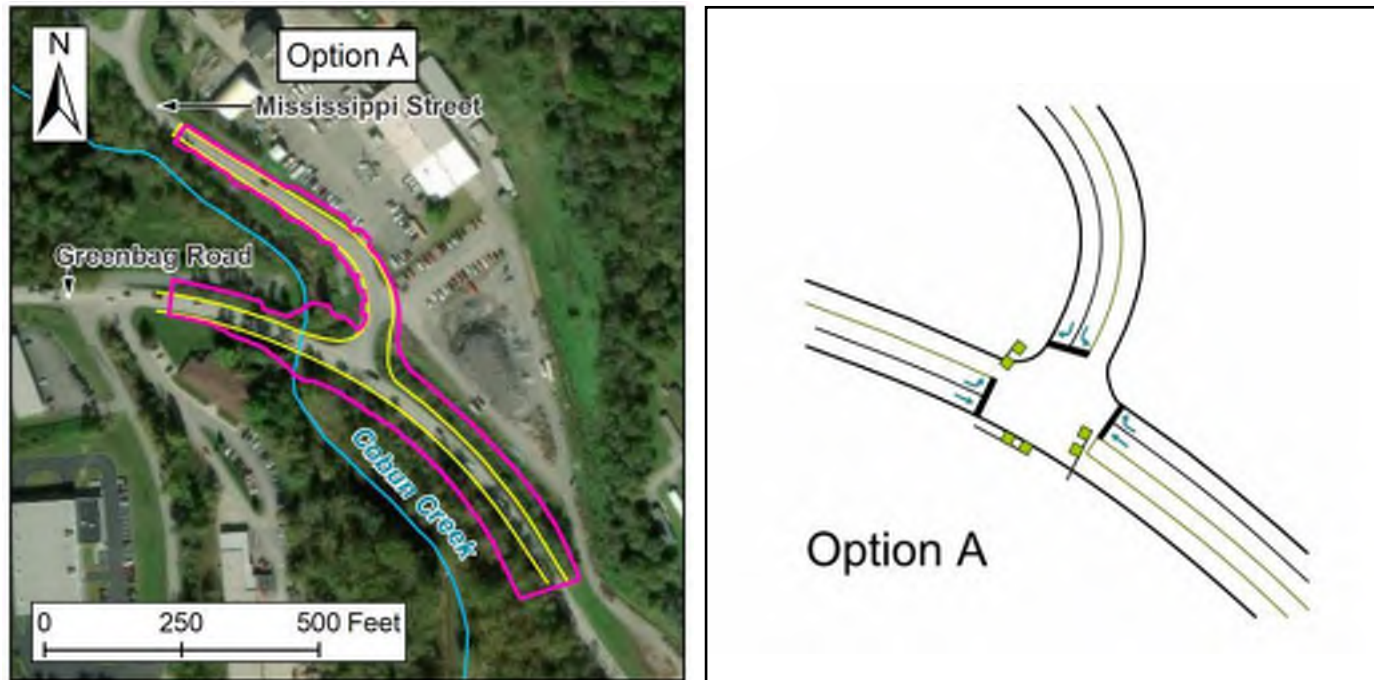 N
Option A
Mississippi Street
Greenbag Road
Cobun Creek
0 250 500 Feet
Option A